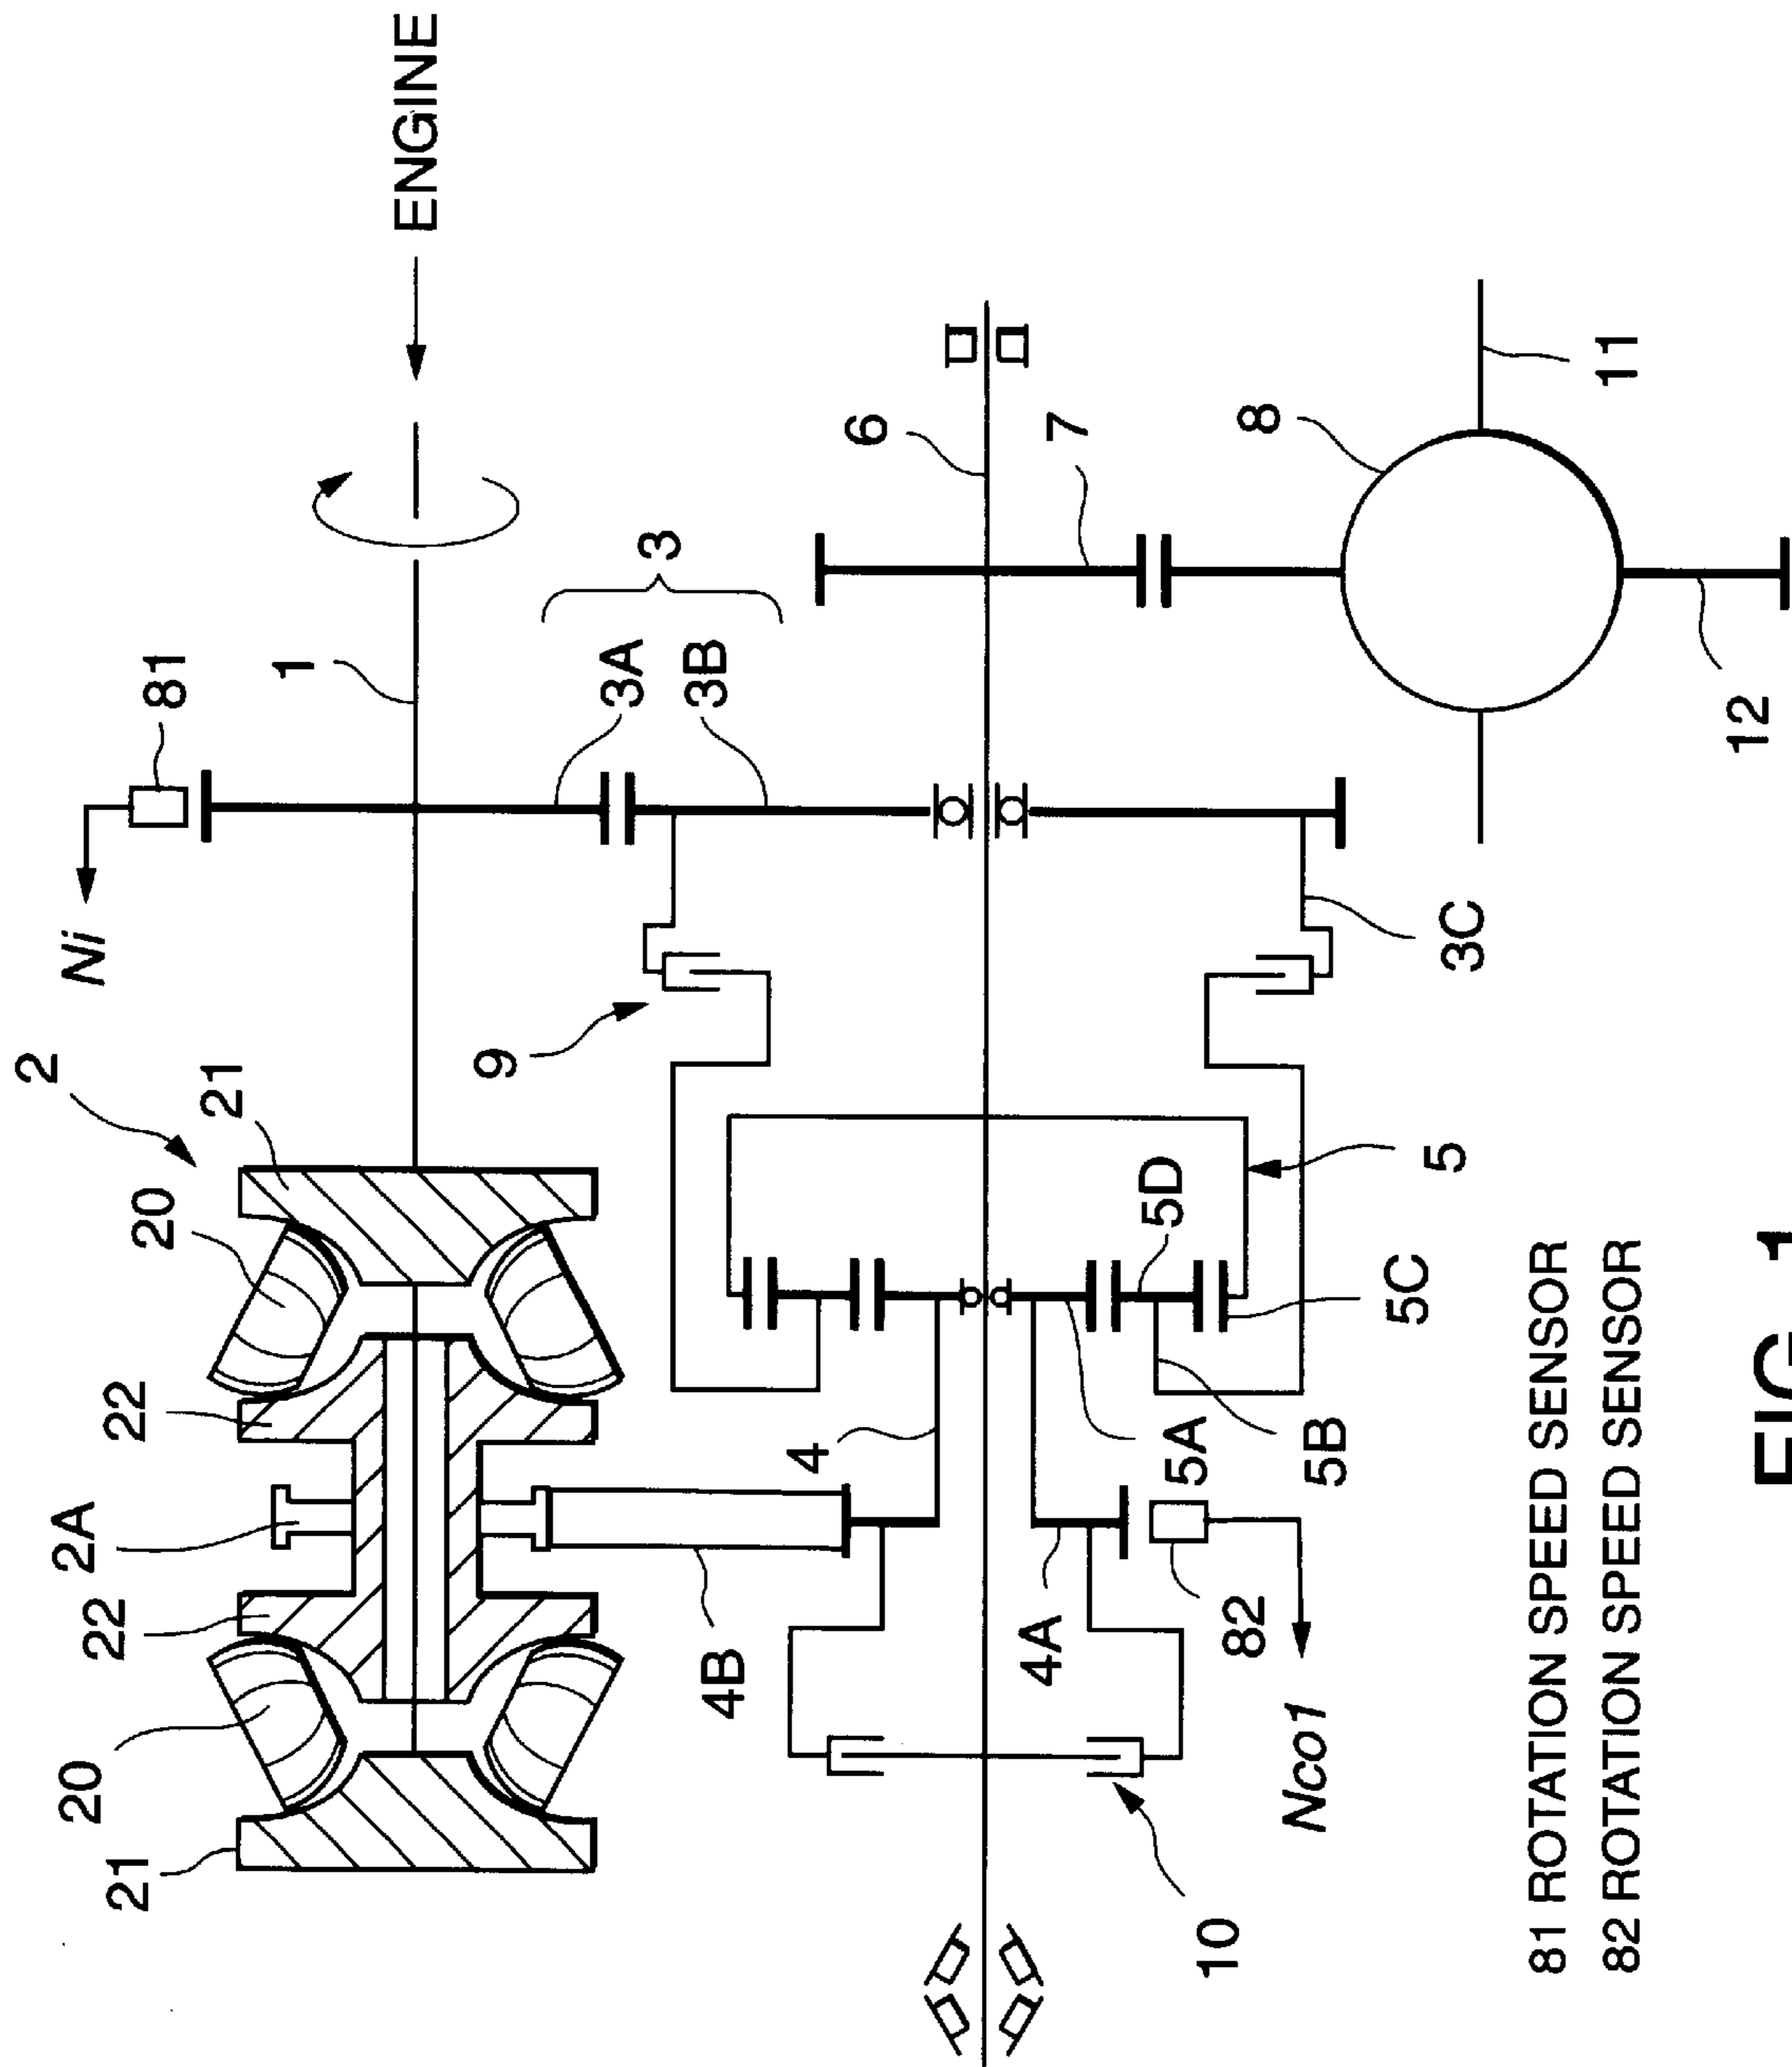 ENGINE
81
Ni
1
2
21
3
3A
3B
6
7
8
11
12
20
9
3C
22
2A
4
5D
5
5C
22
4B
5A
5B
4A
82
20
21
10
Nco1
81 ROTATION SPEED SENSOR
82 ROTATION SPEED SENSOR
FIG. 1